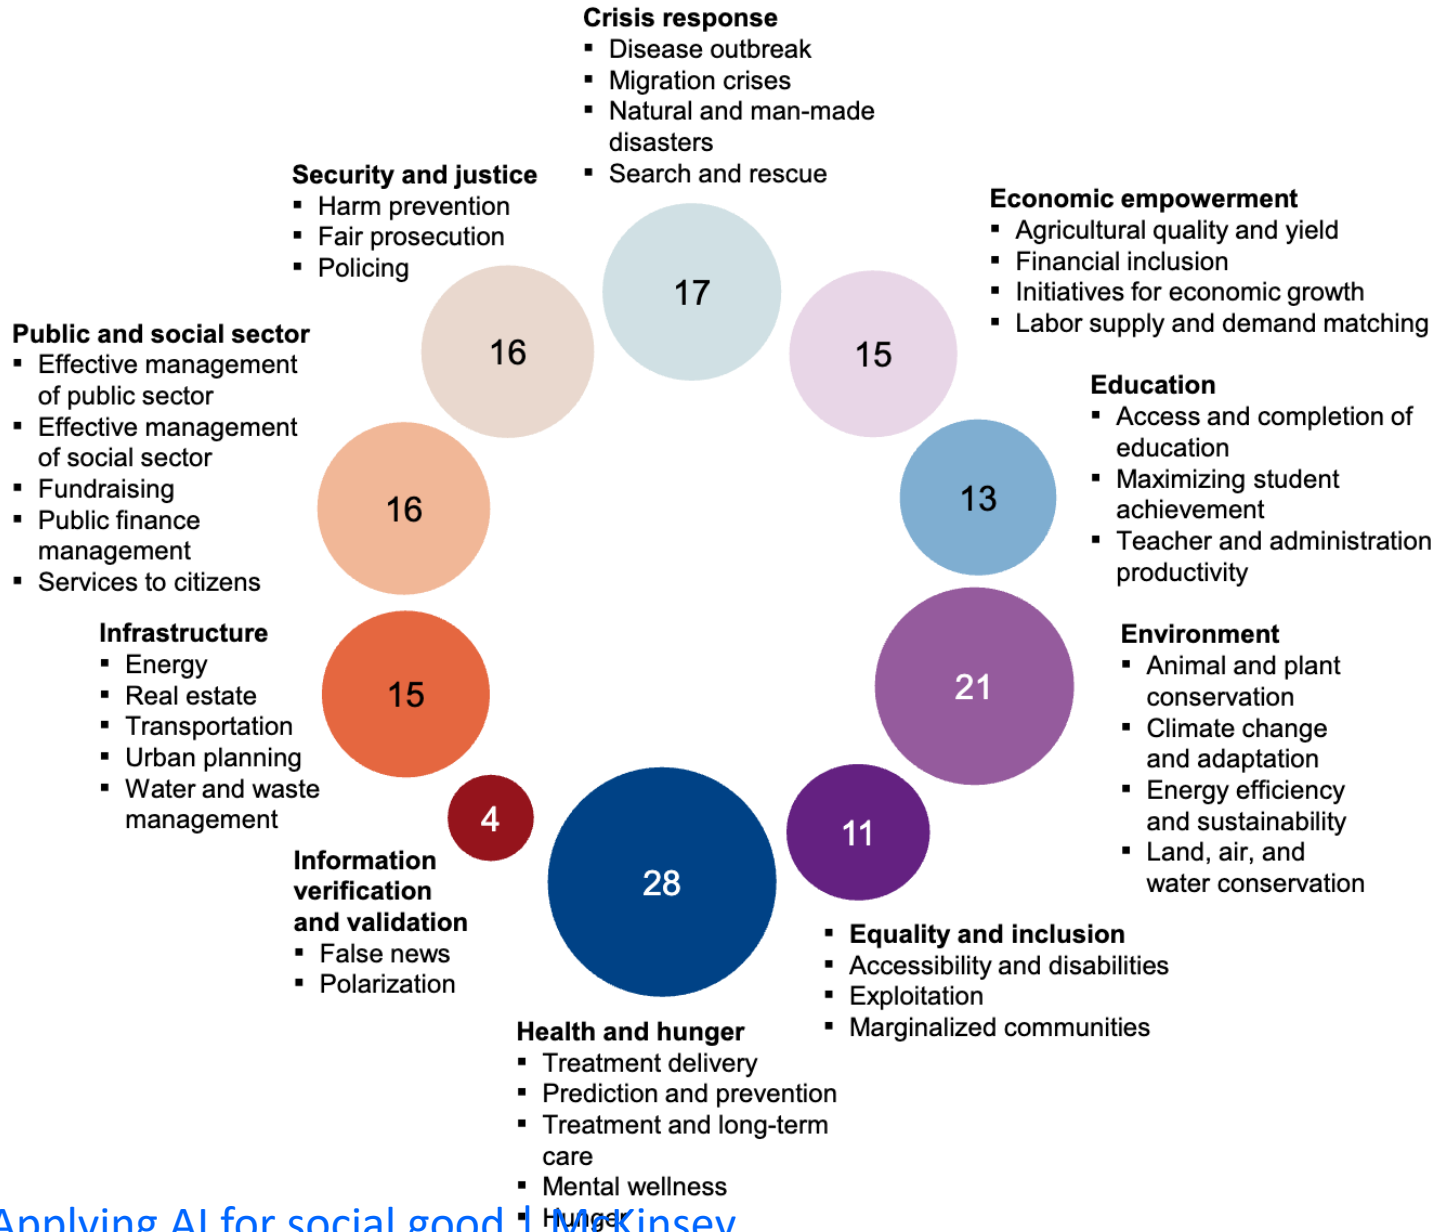 Crisis response
▪ Disease outbreak
▪ Migration crises
▪ Natural and man-made
disasters
▪ Search and rescue
17
Economic empowerment
▪ Agricultural quality and yield
▪ Financial inclusion
▪ Initiatives for economic growth
▪ Labor supply and demand matching
15
Education
▪ Access and completion of
education
▪ Maximizing student
achievement
▪ Teacher and administration
productivity
13
Environment
▪ Animal and plant
conservation
▪ Climate change
and adaptation
▪ Energy efficiency
and sustainability
▪ Land, air, and
water conservation
21
▪ Equality and inclusion
▪ Accessibility and disabilities
▪ Exploitation
▪ Marginalized communities
11
Health and hunger
▪ Treatment delivery
▪ Prediction and prevention
▪ Treatment and long-term
care
▪ Mental wellness
▪ Hunger
28
Information
verification
and validation
▪ False news
▪ Polarization
4
Infrastructure
▪ Energy
▪ Real estate
▪ Transportation
▪ Urban planning
▪ Water and waste
management
15
Public and social sector
▪ Effective management
of public sector
▪ Effective management
of social sector
▪ Fundraising
▪ Public finance
management
▪ Services to citizens
16
Security and justice
▪ Harm prevention
▪ Fair prosecution
▪ Policing
16
Applying AI for social good | McKinsey